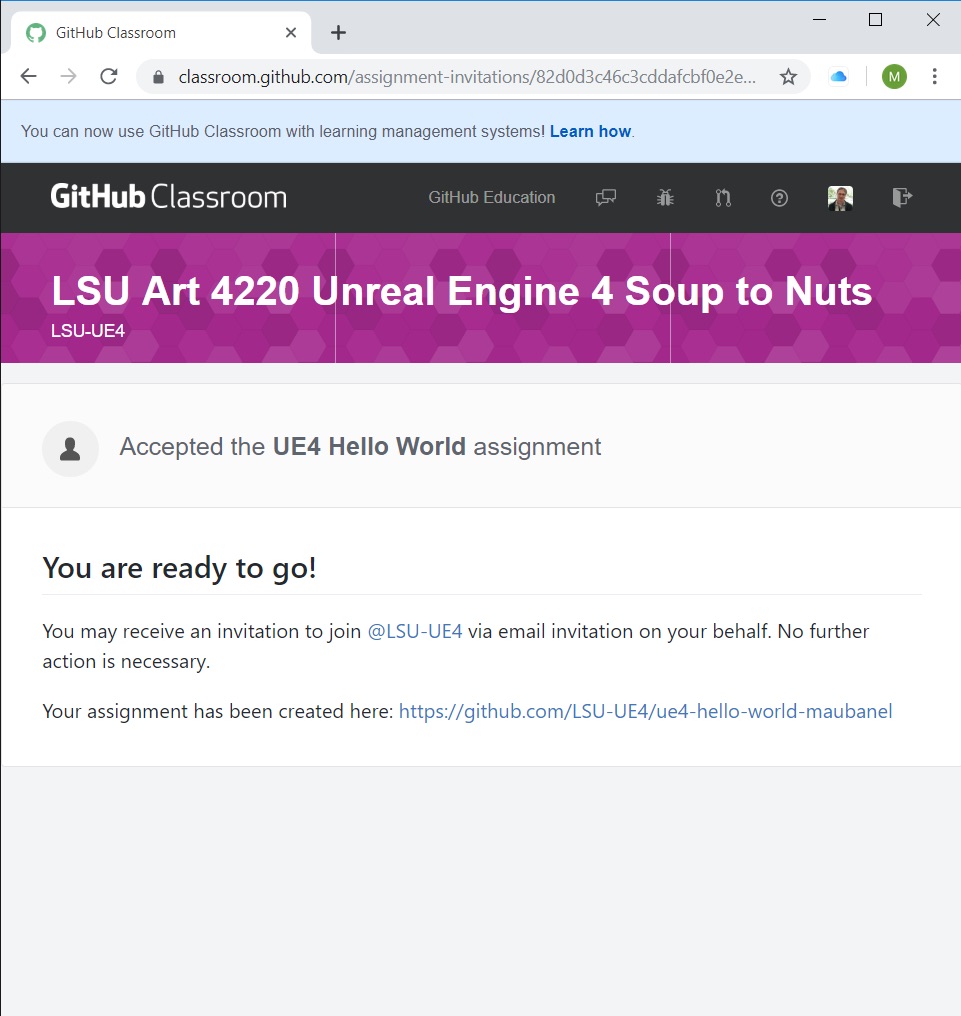 GitHub Classroom
classroom.github.com/assignment-invitations/82d0d3c46c3cddafcbf0e2e...
M
You can now use GitHub Classroom with learning management systems! Learn how.
GitHub Classroom
GitHub Education
LSU Art 4220 Unreal Engine 4 Soup to Nuts
LSU-UE4
Accepted the UE4 Hello World assignment
You are ready to go!
You may receive an invitation to join @LSU-UE4 via email invitation on your behalf. No further
action is necessary.
Your assignment has been created here: https://github.com/LSU-UE4/ue4-hello-world-maubanel